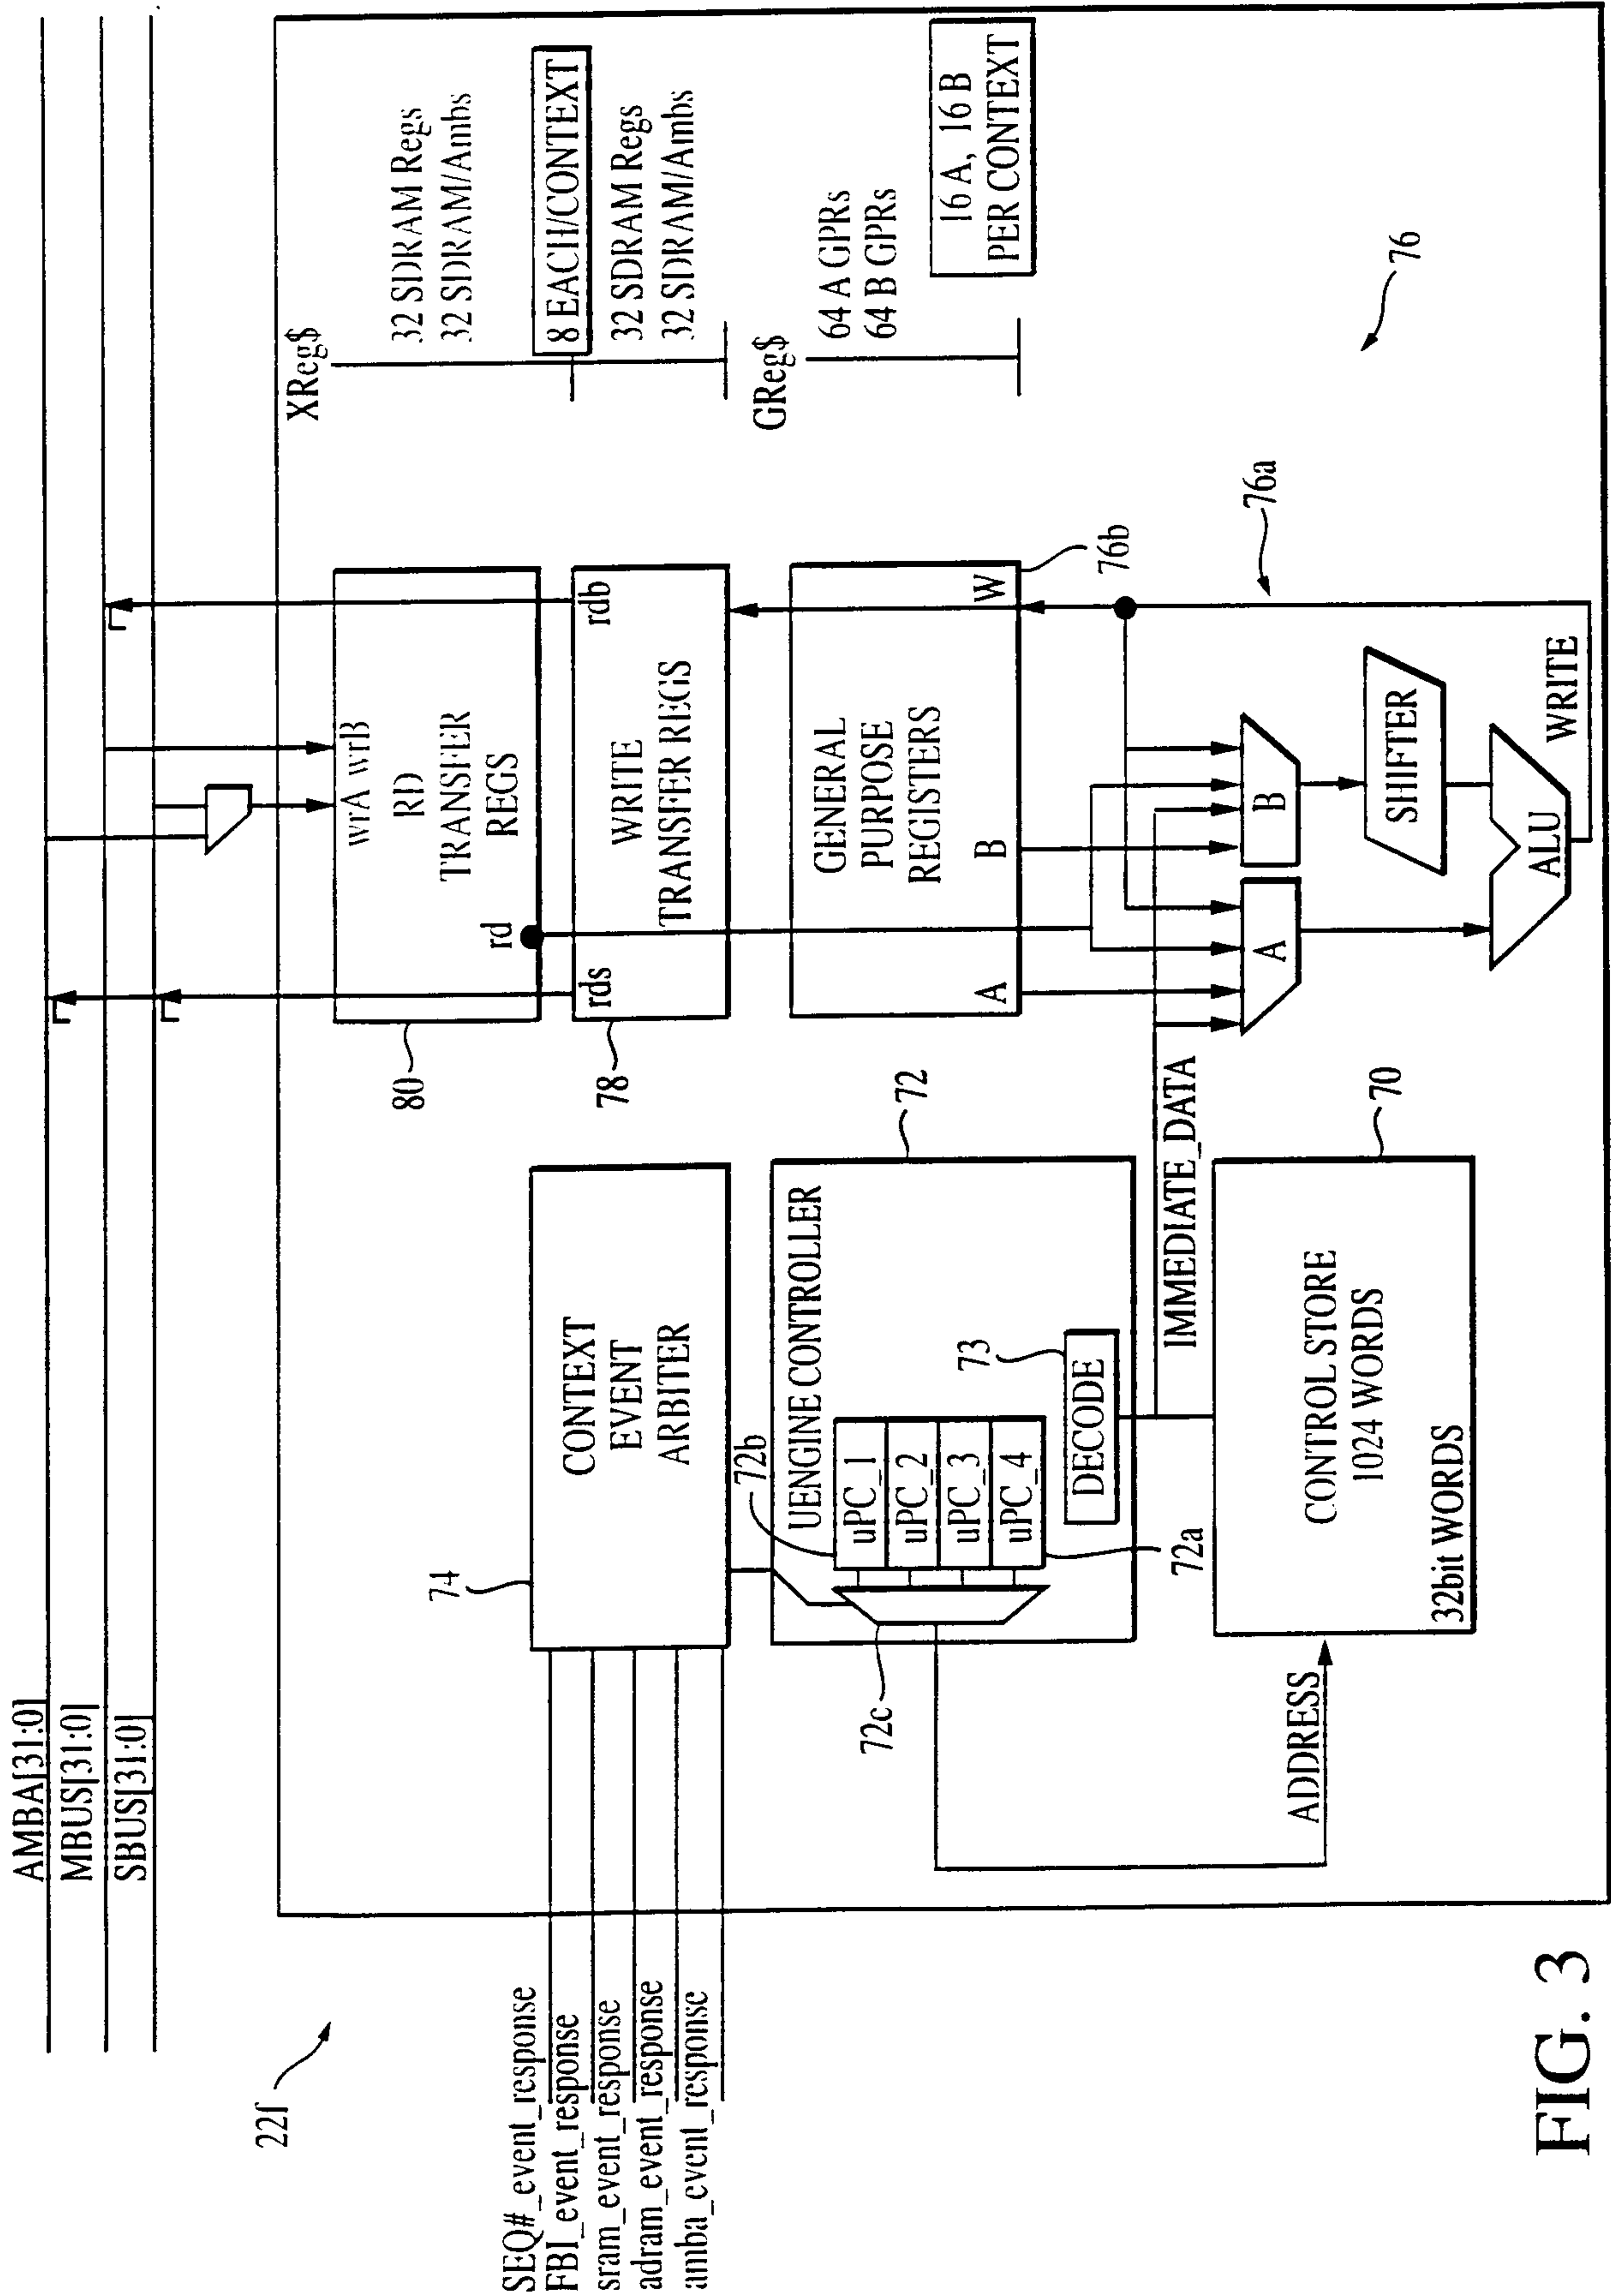 AMBA[31:0]
MBUS[31:0]
SBUS[31:0]
22f
SEQ#_event_response
FBI_event_response
sram_event_response
adram_event_response
amba_event_response
74
CONTEXT
EVENT
ARBITER
72b
UENGINE CONTROLLER
72
uPC_1
uPC_2
uPC_3
uPC_4
72a
72c
73
DECODE
IMMEDIATE_DATA
ADDRESS
CONTROL STORE
1024 WORDS
32bit WORDS
70
80
wrA wrB
RD
TRANSFER
REGS
rd
78
rds
rdb
WRITE
TRANSFER REGS
GENERAL
PURPOSE
REGISTERS
A
B
W
76b
A
B
SHIFTER
ALU
WRITE
76a
76
XReg$
32 SDRAM Regs
32 SDRAM/Ambs
8 EACH/CONTEXT
32 SDRAM Regs
32 SDRAM/Ambs
GReg$
64 A GPRs
64 B GPRs
16 A, 16 B
PER CONTEXT
FIG. 3